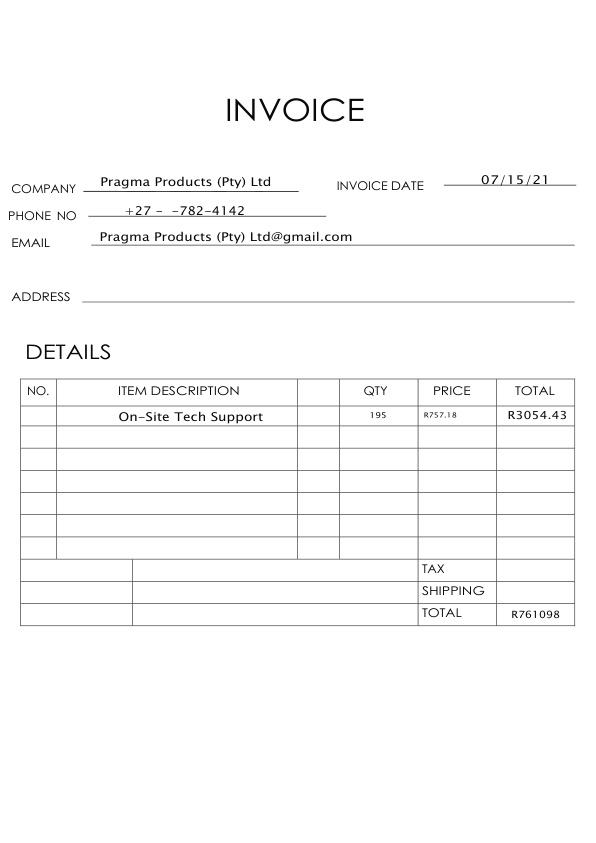 INVOICE
COMPANY Pragma Products (Pty) Ltd INVOICE DATE 07/15/21
PHONE NO +27 - -782-4142
EMAIL Pragma Products (Pty) Ltd@gmail.com
ADDRESS
DETAILS
NO. ITEM DESCRIPTION QTY PRICE TOTAL
On-Site Tech Support 195 R757.18 R3054.43
TAX
SHIPPING
TOTAL R761098